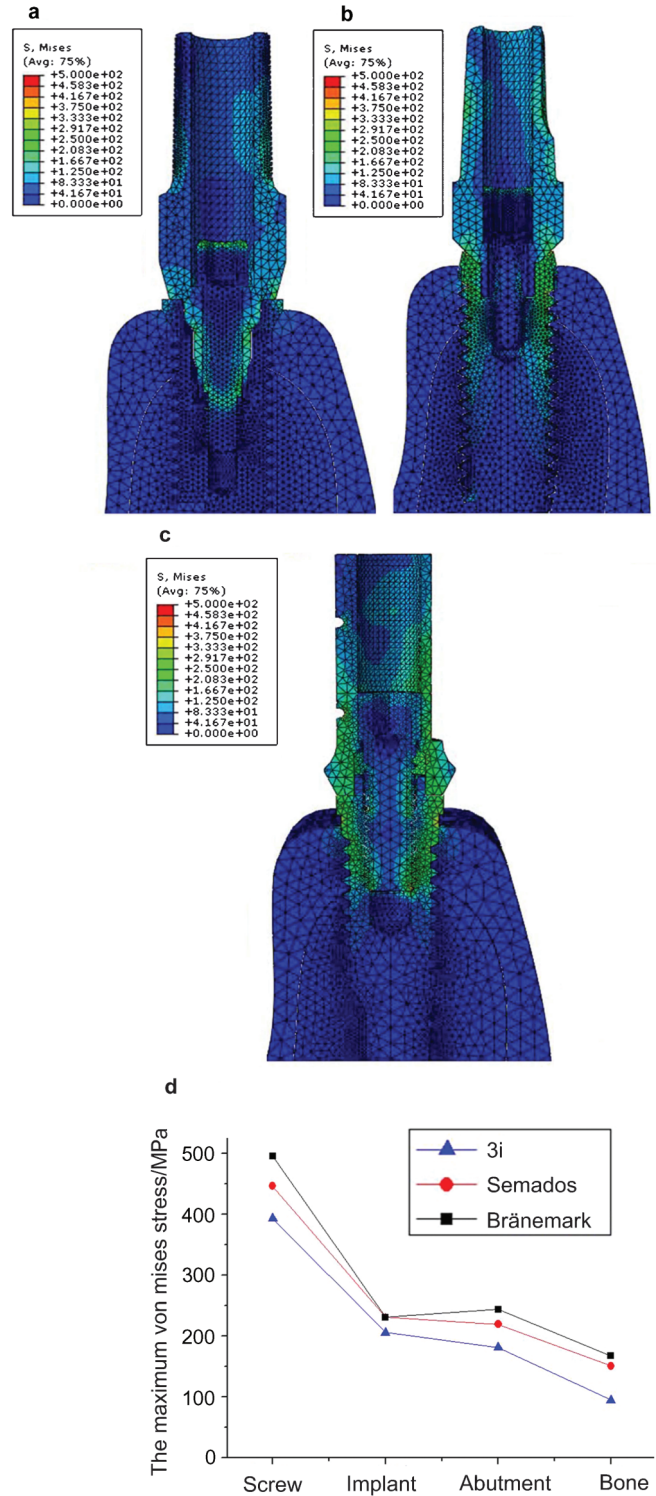 a
S, Mises
(Avg: 75%)
+5.000e+02
+4.583e+02
+4.167e+02
+3.750e+02
+3.333e+02
+2.917e+02
+2.500e+02
+2.083e+02
+1.667e+02
+1.250e+02
+8.333e+01
+4.167e+01
+0.000e+00
b
S, Mises
(Avg: 75%)
+5.000e+02
+4.583e+02
+4.167e+02
+3.750e+02
+3.333e+02
+2.917e+02
+2.500e+02
+2.083e+02
+1.667e+02
+1.250e+02
+8.333e+01
+4.167e+01
+0.000e+00
c
S, Mises
(Avg: 75%)
+5.000e+02
+4.583e+02
+4.167e+02
+3.750e+02
+3.333e+02
+2.917e+02
+2.500e+02
+2.083e+02
+1.667e+02
+1.250e+02
+8.333e+01
+4.167e+01
+0.000e+00
d
The maximum von mises stress/MPa
500
400
300
200
100
0
3i
Semados
Bränemark
Screw Implant Abutment Bone